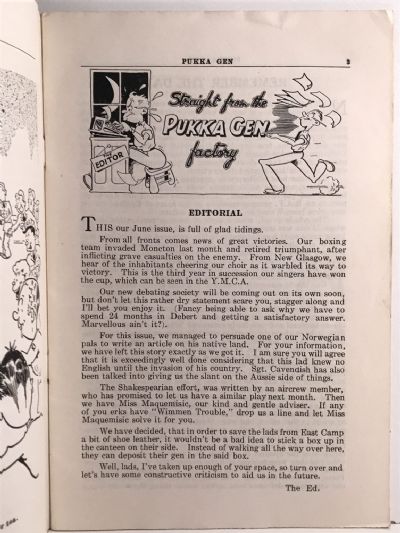 PUKKA GEN
3
Straight from the
PUKKA GEN
factory
EDITOR
EDITORIAL
THIS our June issue, is full of glad tidings.
From all fronts comes news of great victories. Our boxing
team invaded Moncton last month and retired triumphant, after
inflicting grave casualties on the enemy. From New Glasgow, we
hear of the inhabitants cheering our choir as it warbled its way to
victory. This is the third year in succession our singers have won
the cup, which can be seen in the Y.M.C.A.
Our new debating society will be coming out on its own soon,
but don't let this rather dry statement scare you, stagger along and
I'll bet you enjoy it. (Fancy being able to ask why we have to
spend 24 months in Debert and getting a satisfactory answer.
Marvellous ain't it?).
For this issue, we managed to persuade one of our Norwegian
pals to write an article on his native land. For your information,
we have left this story exactly as we got it. I am sure you will agree
that it is exceedingly well done considering that this lad knew no
English until the invasion of his country. Sgt. Cavendish has also
been talked into giving us the slant on the Aussie side of things.
The Shakespearian effort, was written by an aircrew member,
who has promised to let us have a similar play next month. Then
we have Miss Maquemisic, our kind and gentle adviser. If any
of you erks have "Wimmen Trouble," drop us a line and let Miss
Maquemisic solve it for you.
We have decided, that in order to save the lads from East Camp
a bit of shoe leather, it wouldn't be a bad idea to stick a box up in
the canteen on their side. Instead of walking all the way over here,
they can deposit their gen in the said box.
Well, lads, I've taken up enough of your space, so turn over and
let's have some constructive criticism to aid us in the future.
The Ed.